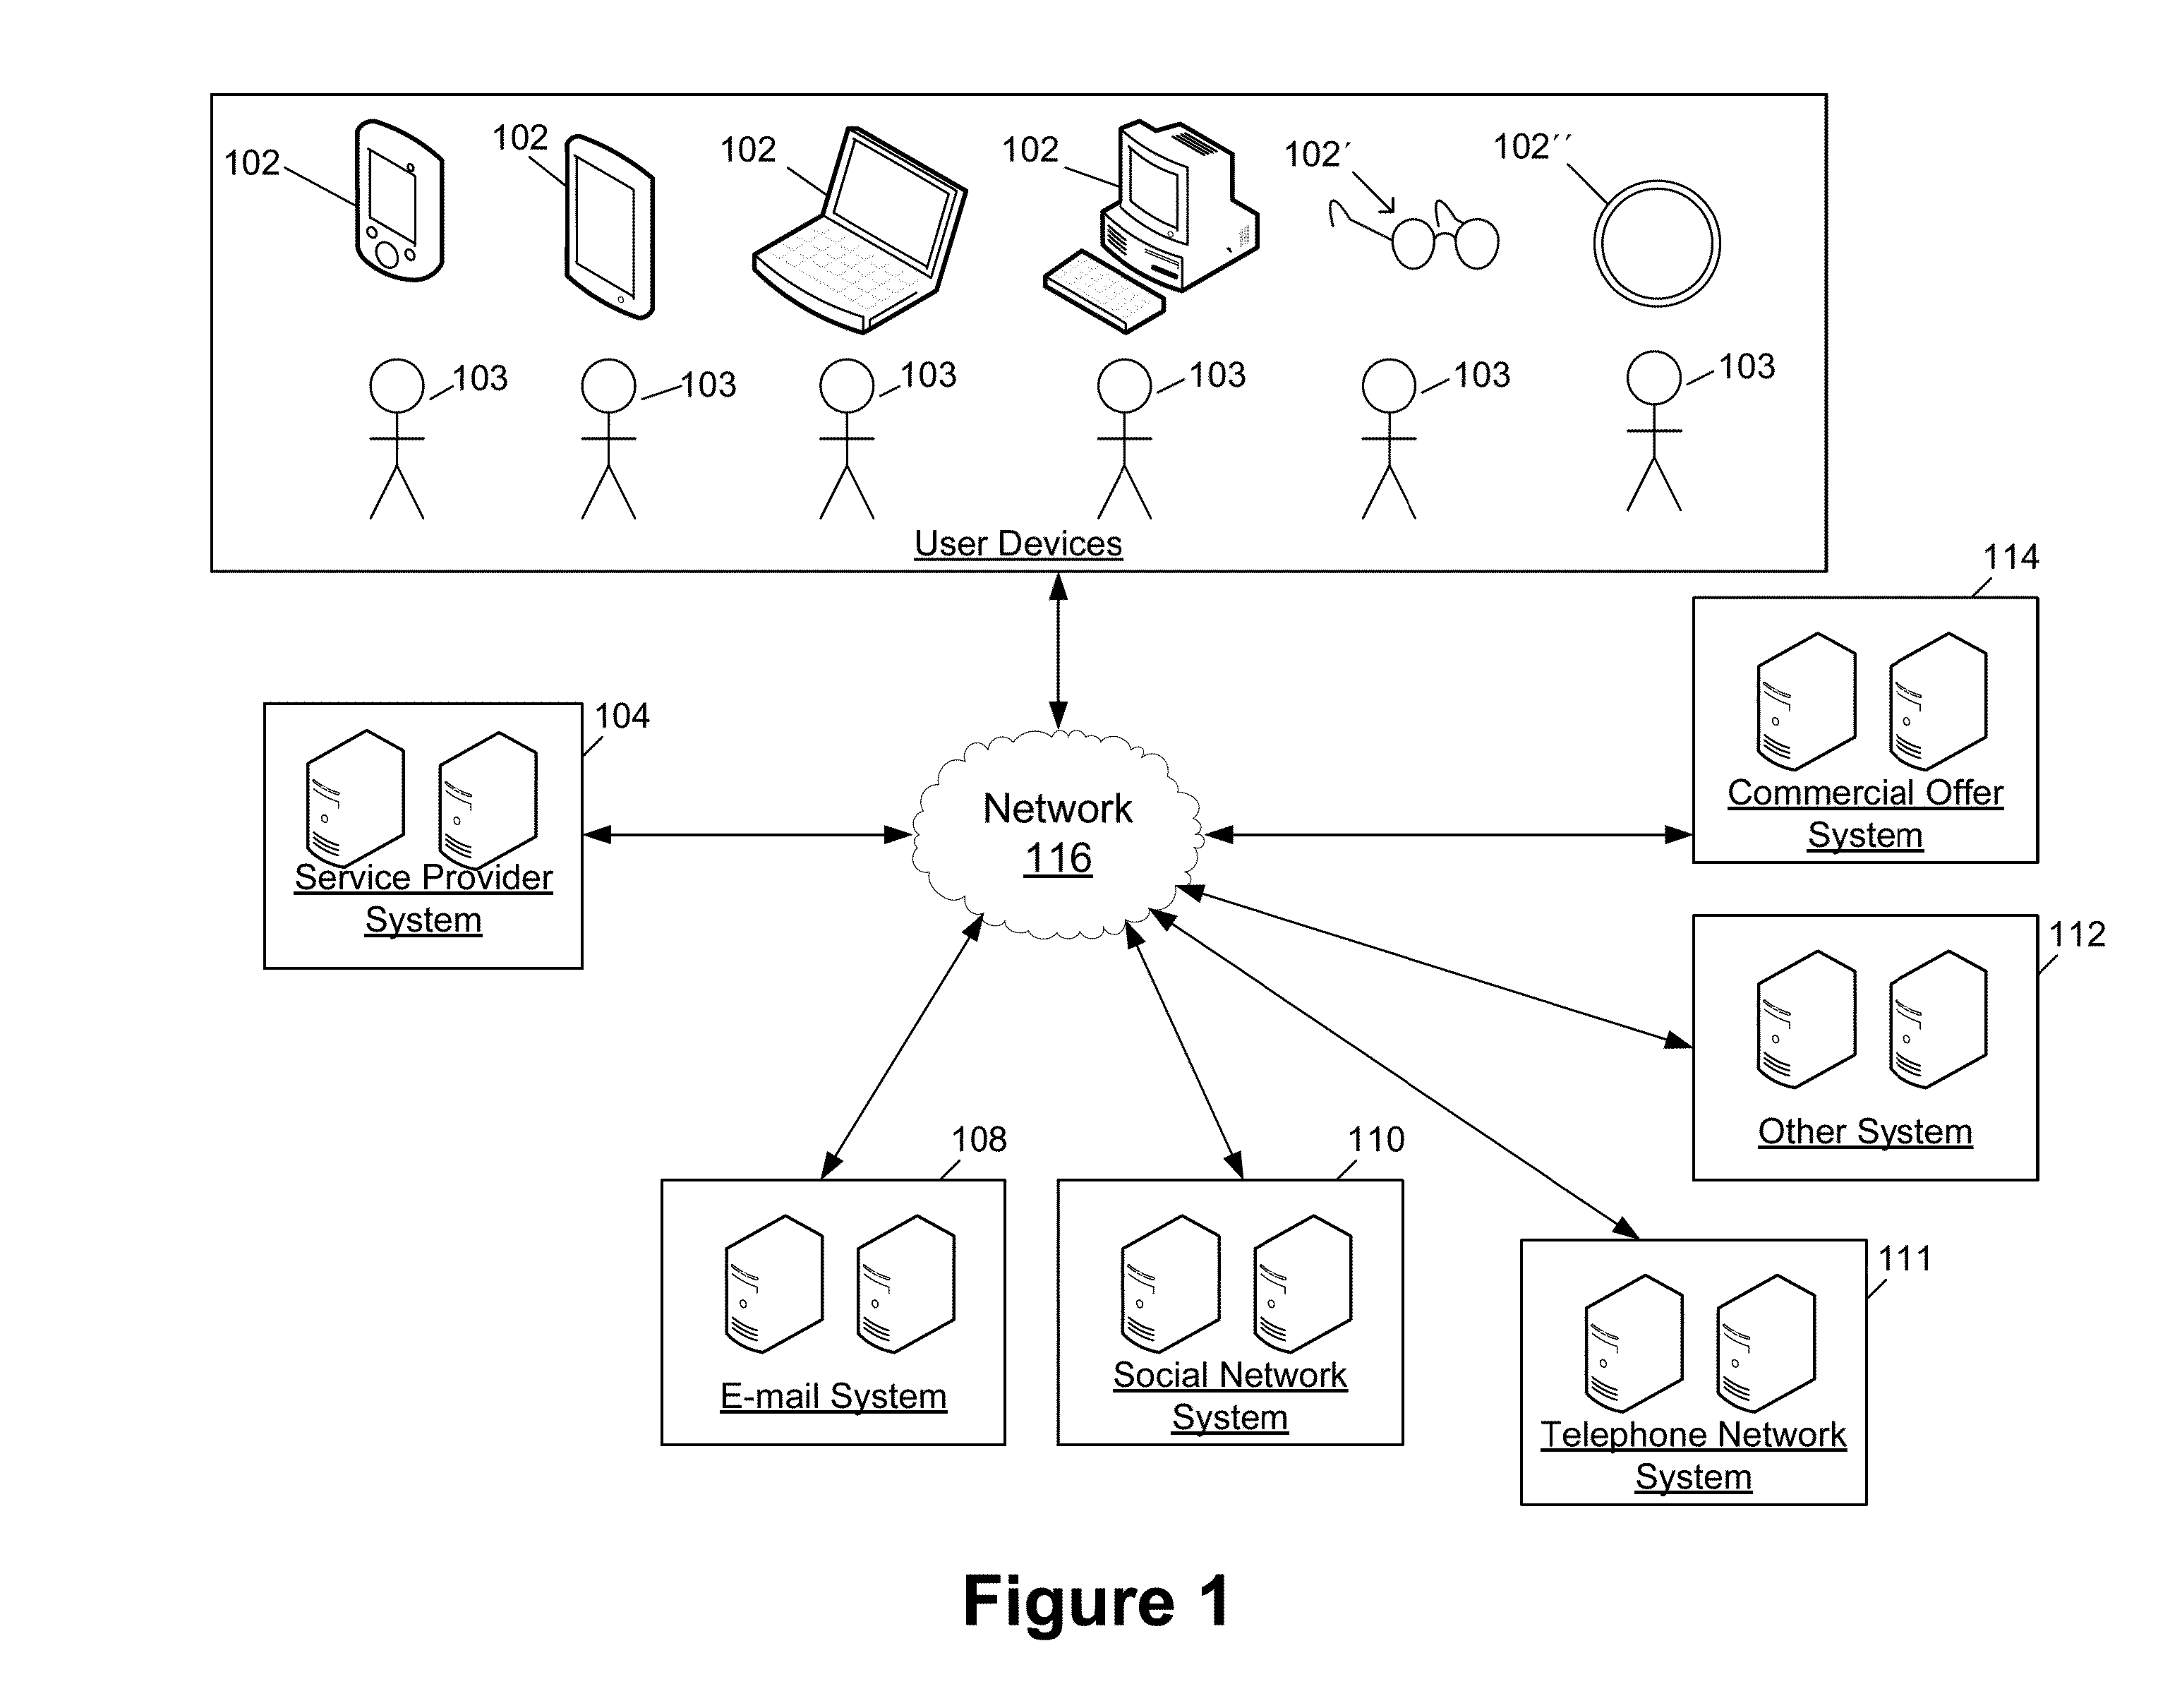 102
102
102
102
102′
102′′
103
103
103
103
103
103
User Devices
114
Commercial Offer
System
104
Service Provider
System
Network
116
112
Other System
108
E-mail System
110
Social Network
System
111
Telephone Network
System
Figure 1